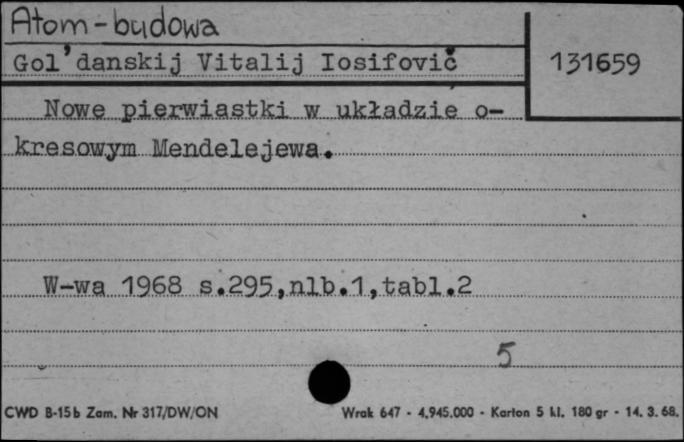 Atom-budowa
Gol'danskij Vitalij Iosifovič
131659
Nowe pierwiastki w układzie o-
kresowym Mendelejewa.
W-wa 1968 s.295,nlb.1,tabl.2
5
CWD B-15b Zam. Nr 317/DW/ON
Wrak 647 - 4.945.000 - Karton 5 kl. 180 gr - 14. 3. 68.